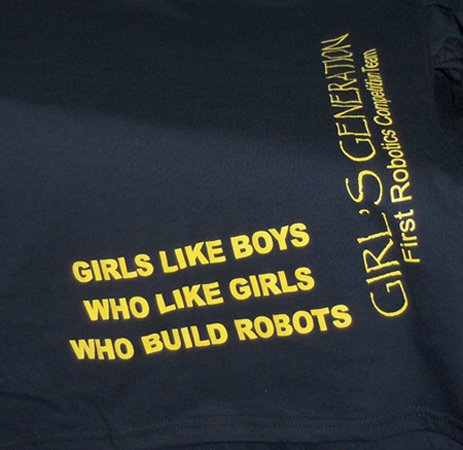 GIRLS LIKE BOYS
WHO LIKE GIRLS
WHO BUILD ROBOTS
GIRL'S GENERATION
First Robotics Competition Team